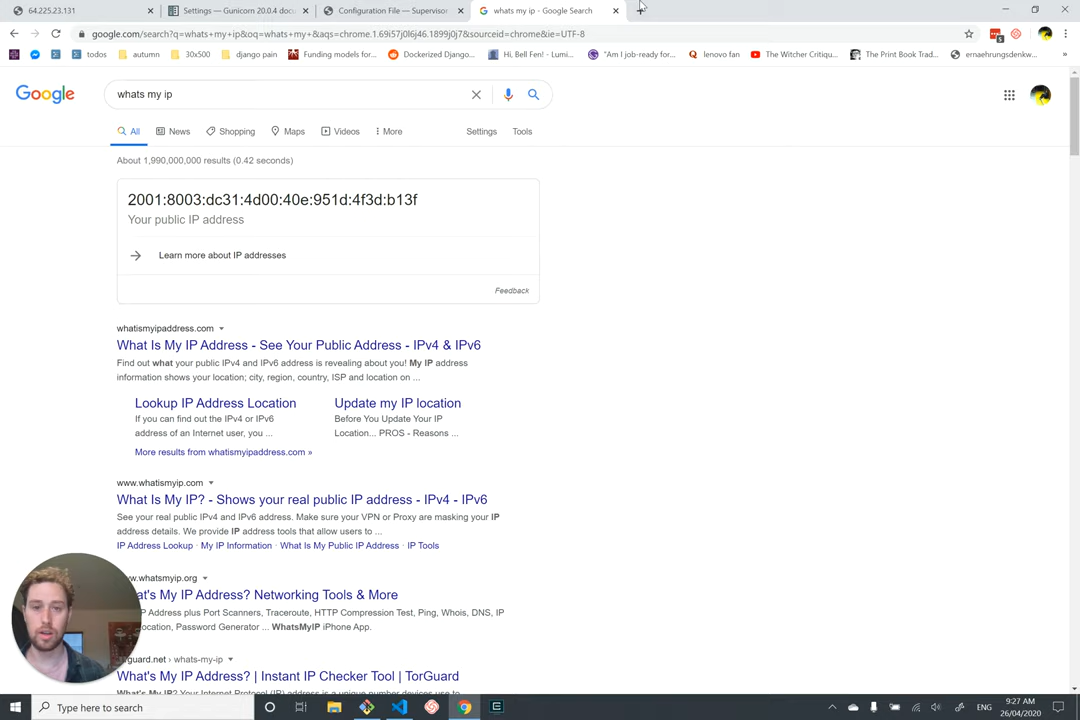 64.225.23.131
Settings — Gunicorn 20.0.4 docu
Configuration File — Supervisor
whats my ip - Google Search
google.com/search?q=whats+my+ip&oq=whats+my+&aqs=chrome.1.69i57j0l6j46.1899j0j7&sourceid=chrome&ie=UTF-8
todos
autumn
30x500
django pain
Funding models for...
Dockerized Django...
Hi, Bell Fen! - Lumi...
"Am I job-ready for...
lenovo fan
The Witcher Critiqu...
The Print Book Trad...
ernaehrungsdenkw...
Google
whats my ip
All
News
Shopping
Maps
Videos
More
Settings
Tools
About 1,990,000,000 results (0.42 seconds)
2001:8003:dc31:4d00:40e:951d:4f3d:b13f
Your public IP address
Learn more about IP addresses
Feedback
whatismyipaddress.com
What Is My IP Address - See Your Public Address - IPv4 & IPv6
Find out what your public IPv4 and IPv6 address is revealing about you! My IP address
information shows your location; city, region, country, ISP and location on ...
Lookup IP Address Location
If you can find out the IPv4 or IPv6
address of an Internet user, you ...
Update my IP location
Before You Update Your IP
Location... PROS - Reasons ...
More results from whatismyipaddress.com »
www.whatismyip.com
What Is My IP? - Shows your real public IP address - IPv4 - IPv6
See your real public IPv4 and IPv6 address. Make sure your VPN or Proxy are masking your IP
address details. We provide IP address tools that allow users to ...
IP Address Lookup · My IP Information · What Is My Public IP Address · IP Tools
www.whatsmyip.org
What's My IP Address? Networking Tools & More
IP Address plus Port Scanners, Traceroute, HTTP Compression Test, Ping, Whois, DNS, IP
Location, Password Generator ... WhatsMyIP iPhone App.
torguard.net › whats-my-ip
What's My IP Address? | Instant IP Checker Tool | TorGuard
Type here to search
ENG
9:27 AM
26/04/2020